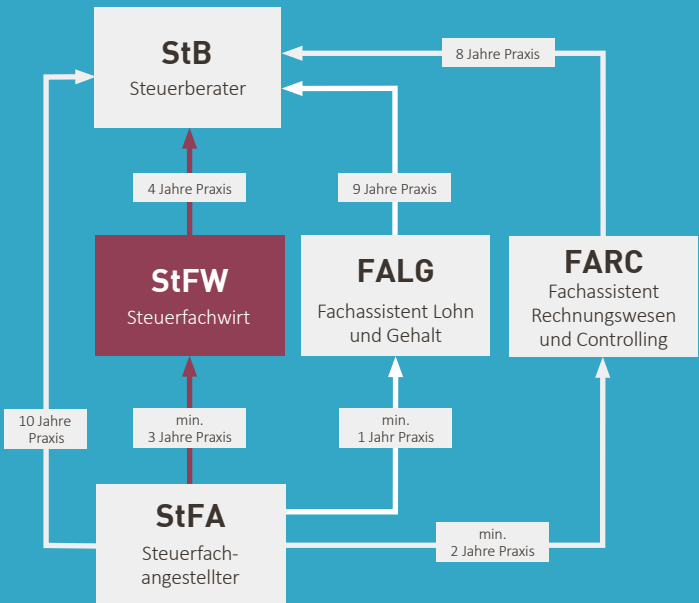 StB
Steuerberater
8 Jahre Praxis
4 Jahre Praxis
9 Jahre Praxis
StFW
Steuerfachwirt
FALG
Fachassistent Lohn
und Gehalt
FARC
Fachassistent
Rechnungswesen
und Controlling
10 Jahre
Praxis
min.
3 Jahre Praxis
min.
1 Jahr Praxis
StFA
Steuerfach-
angestellter
min.
2 Jahre Praxis